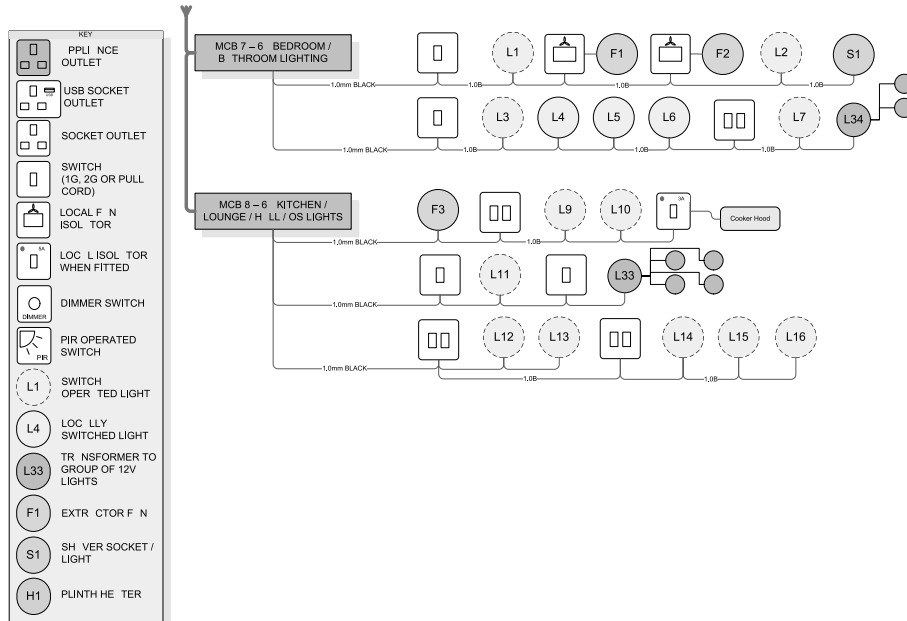 KEY
PPLI NCE
OUTLET
USB
USB SOCKET
OUTLET
SOCKET OUTLET
SWITCH
(1G, 2G OR PULL
CORD)
LOCAL F N
ISOL TOR
5A
LOC L ISOL TOR
WHEN FITTED
DIMMER
DIMMER SWITCH
PIR
PIR OPERATED
SWITCH
L1
SWITCH
OPER TED LIGHT
L4
LOC LLY
SWITCHED LIGHT
L33
TR NSFORMER TO
GROUP OF 12V
LIGHTS
F1
EXTR CTOR F N
S1
SH VER SOCKET /
LIGHT
H1
PLINTH HE TER
MCB 7 – 6 BEDROOM /
B THROOM LIGHTING
L1 F1 F2 L2 S1
1.0mm BLACK 1.0B 1.0B 1.0B
L3 L4 L5 L6 L7 L34
1.0mm BLACK 1.0B 1.0B 1.0B
MCB 8 – 6 KITCHEN /
LOUNGE / H LL / OS LIGHTS
F3 L9 L10 3A Cooker Hood
1.0mm BLACK 1.0B
L11 L33
1.0mm BLACK
L12 L13 L14 L15 L16
1.0mm BLACK
1.0B 1.0B